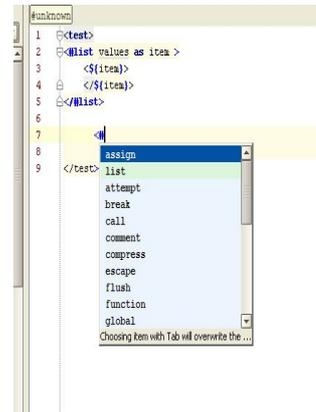 #unknown
1 <test>
2 <#list values as item >
3 <${item}>
4 </${item}>
5 </#list>
6
7 <#
8
9 </test>
assign
list
attempt
break
call
comment
compress
escape
flush
function
global
Choosing item with Tab will overwrite the ...